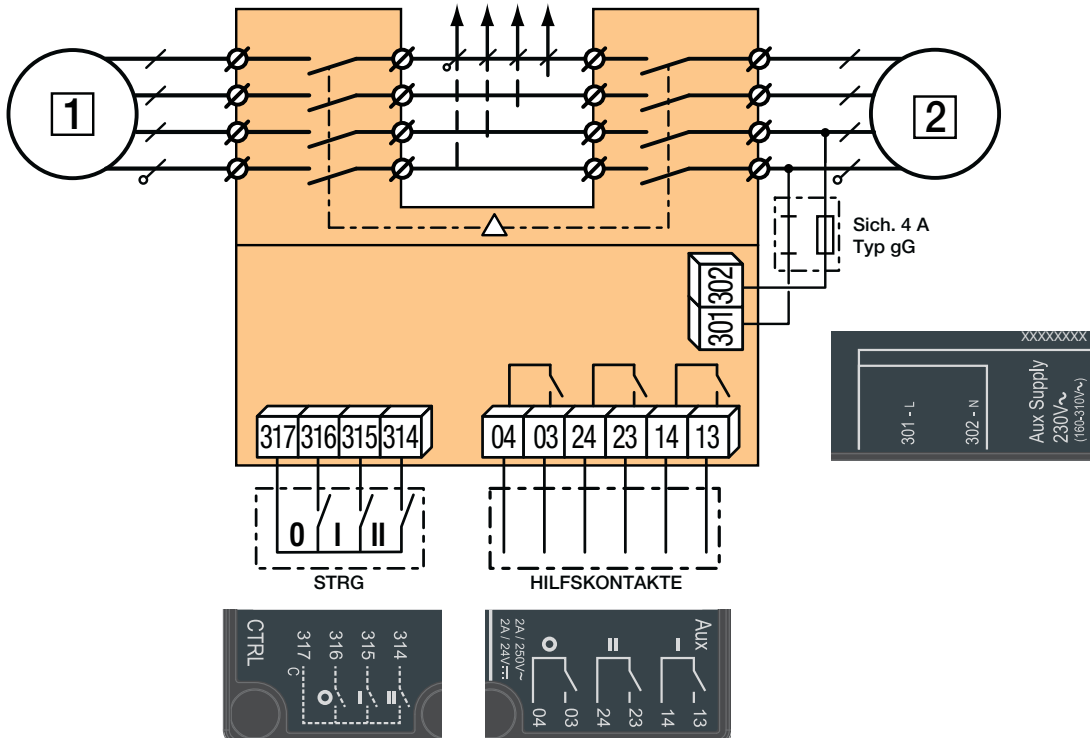 1
2
Sich. 4 A
Typ gG
302
301
XXXXXXXX
301 - L
302 - N
Aux Supply
230V~
(160-310V~)
317 316 315 314
04 03 24 23 14 13
0 I II
STRG
HILFSKONTAKTE
CTRL
317
316
315
314
C
O
I
II
Aux
2A / 250V~
2A / 24V⎓
O
II
I
04
03
24
23
14
13